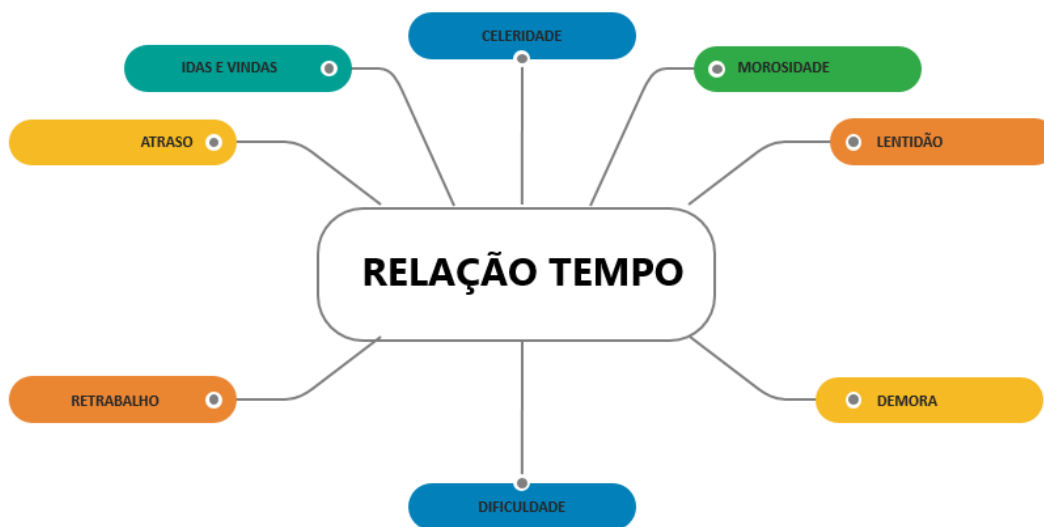 CELERIDADE
IDAS E VINDAS
MOROSIDADE
ATRASO
LENTIDÃO
RELAÇÃO TEMPO
RETRABALHO
DEMORA
DIFICULDADE